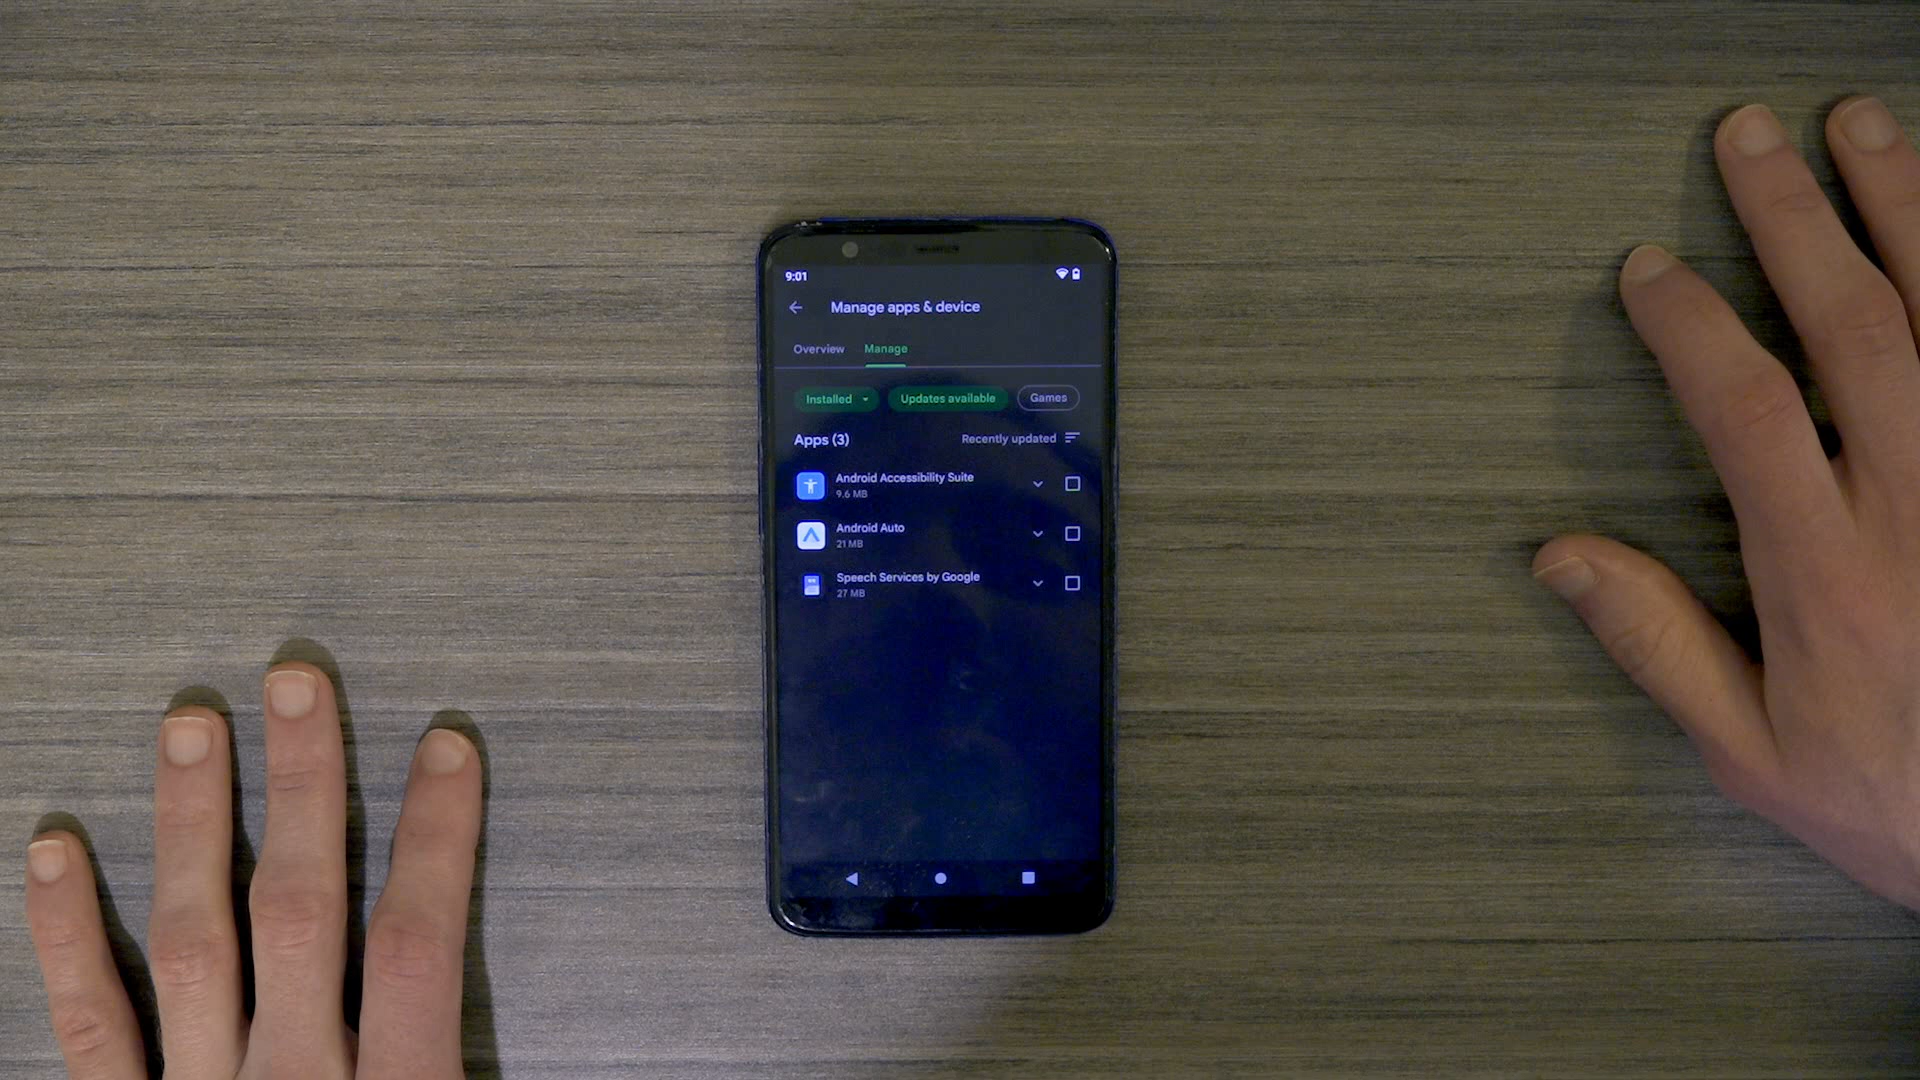 9:01
Manage apps & device
Overview Manage
Installed Updates available Games
Apps (3) Recently updated
Android Accessibility Suite
9.6 MB
Android Auto
21 MB
Speech Services by Google
27 MB